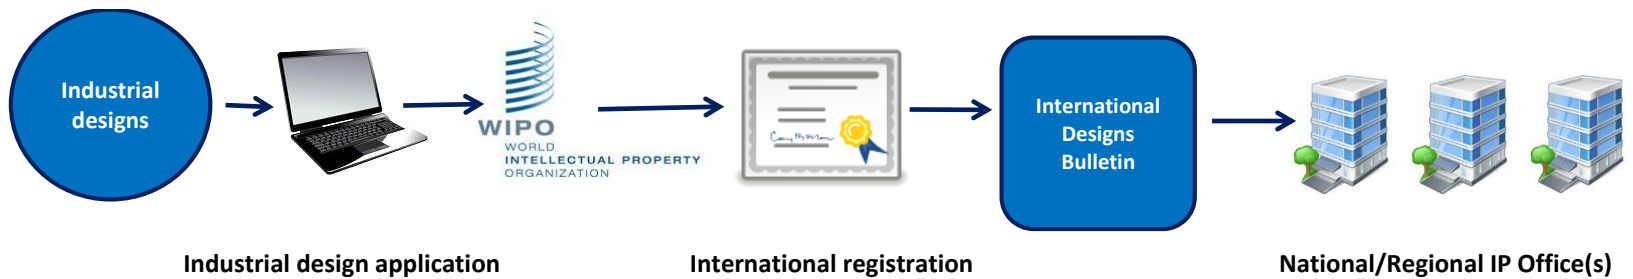 Industrial
designs
WIPO
WORLD
INTELLECTUAL PROPERTY
ORGANIZATION
International
Designs
Bulletin
Industrial design application
International registration
National/Regional IP Office(s)